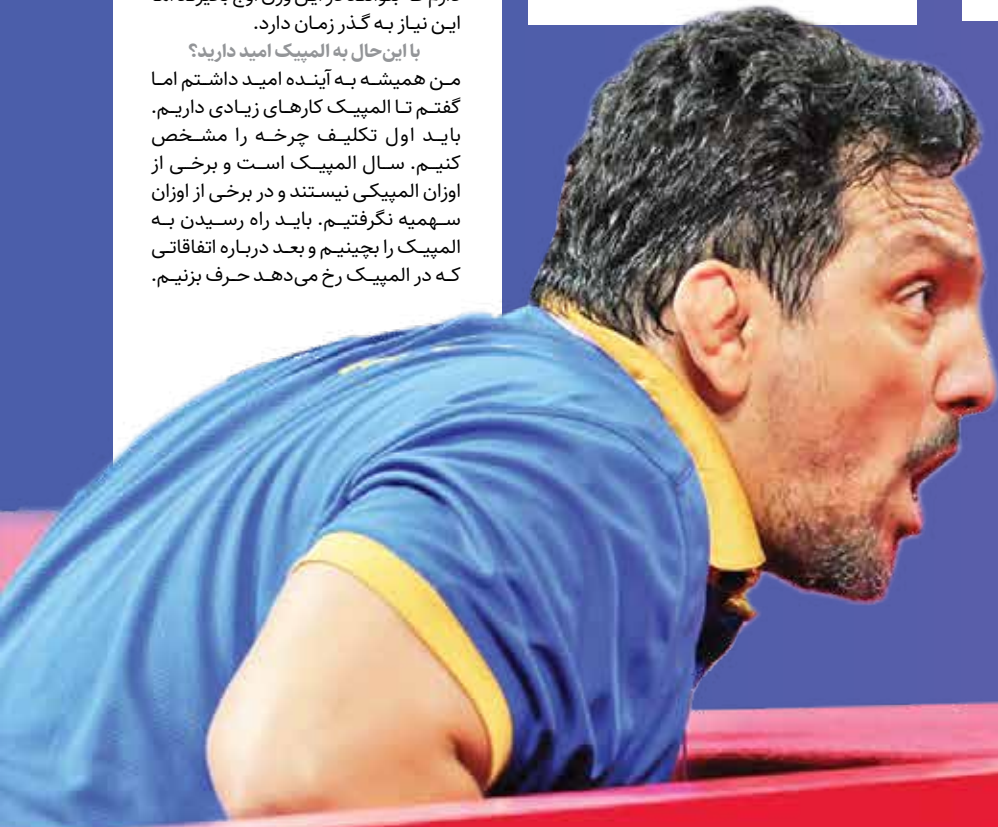 این نیاز به گذر زمان دارد.
با این‌حال به المپیک امید دارید؟
من همیشه به آینده امید داشتم اما
گفتم تا المپیک کارهای زیادی داریم.
باید اول تکلیف چرخه را مشخص
کنیم. سال المپیک است و برخی از
اوزان المپیکی نیستند و در برخی از اوزان
سهمیه نگرفتیم. باید راه رسیدن به
المپیک را بچینیم و بعد درباره اتفاقاتی
که در المپیک رخ می‌دهد حرف بزنیم.